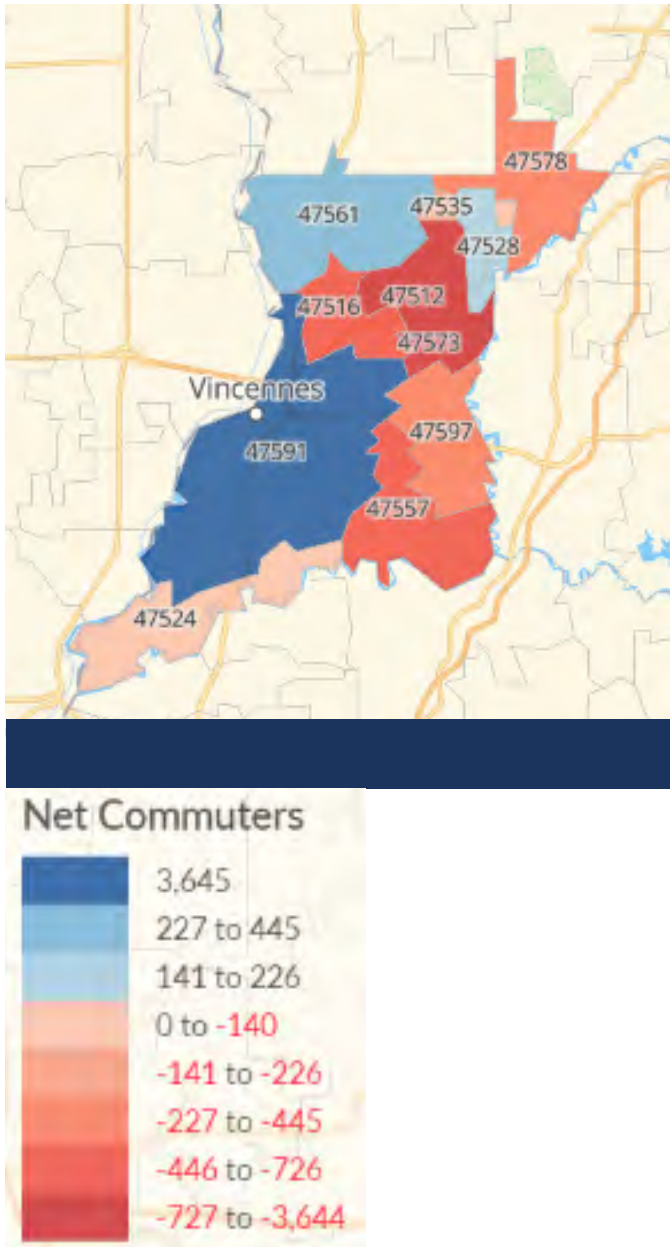 47578
47561
47535
47528
47516
47512
47573
Vincennes
47597
47591
47557
47524
Net Commuters
3,645
227 to 445
141 to 226
0 to -140
-141 to -226
-227 to -445
-446 to -726
-727 to -3,644